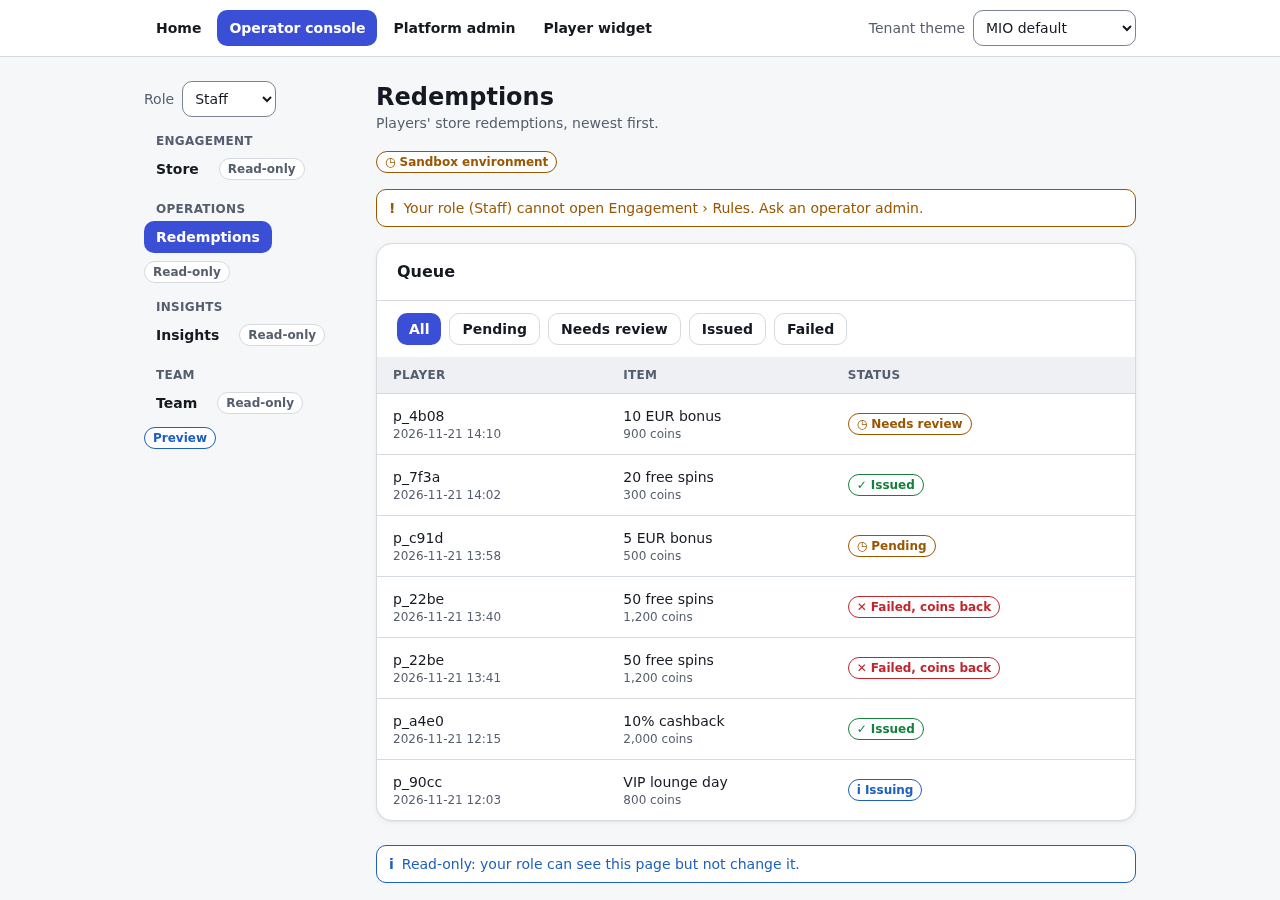 Home Operator console Platform admin Player widget Tenant theme MIO default
Role Staff
ENGAGEMENT
Store Read-only
OPERATIONS
Redemptions
Read-only
INSIGHTS
Insights Read-only
TEAM
Team Read-only
Preview
Redemptions
Players' store redemptions, newest first.
◷ Sandbox environment
! Your role (Staff) cannot open Engagement › Rules. Ask an operator admin.
Queue
All Pending Needs review Issued Failed
PLAYER ITEM STATUS
p_4b08 10 EUR bonus ◷ Needs review
2026-11-21 14:10 900 coins
p_7f3a 20 free spins ✓ Issued
2026-11-21 14:02 300 coins
p_c91d 5 EUR bonus ◷ Pending
2026-11-21 13:58 500 coins
p_22be 50 free spins ✕ Failed, coins back
2026-11-21 13:40 1,200 coins
p_22be 50 free spins ✕ Failed, coins back
2026-11-21 13:41 1,200 coins
p_a4e0 10% cashback ✓ Issued
2026-11-21 12:15 2,000 coins
p_90cc VIP lounge day i Issuing
2026-11-21 12:03 800 coins
i Read-only: your role can see this page but not change it.